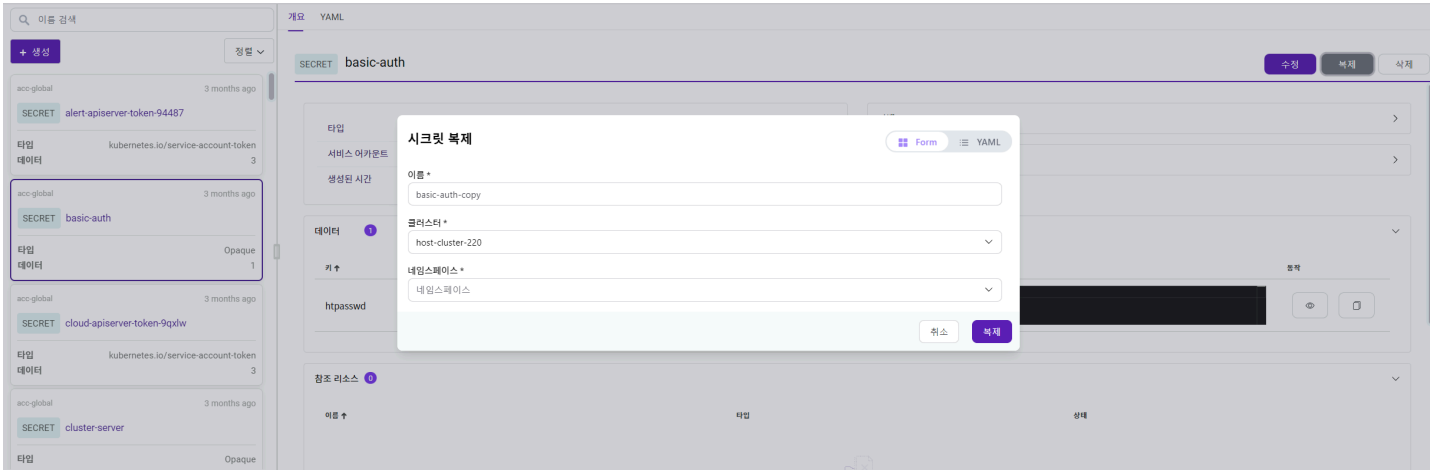 이름 검색
+ 생성
정렬
acc-global 3 months ago
SECRET alert-apiserver-token-94487
타입 kubernetes.io/service-account-token
데이터 3
acc-global 3 months ago
SECRET basic-auth
타입 Opaque
데이터 1
acc-global 3 months ago
SECRET cloud-apiserver-token-9qxlw
타입 kubernetes.io/service-account-token
데이터 3
acc-global 3 months ago
SECRET cluster-server
타입 Opaque
개요 YAML
SECRET basic-auth
수정 복제 삭제
타입
서비스 어카운트
생성된 시간
시크릿 복제
Form YAML
이름 *
basic-auth-copy
클러스터 *
host-cluster-220
네임스페이스 *
네임스페이스
취소 복제
데이터 1
키 동작
htpasswd
참조 리소스 0
이름 타입 상태